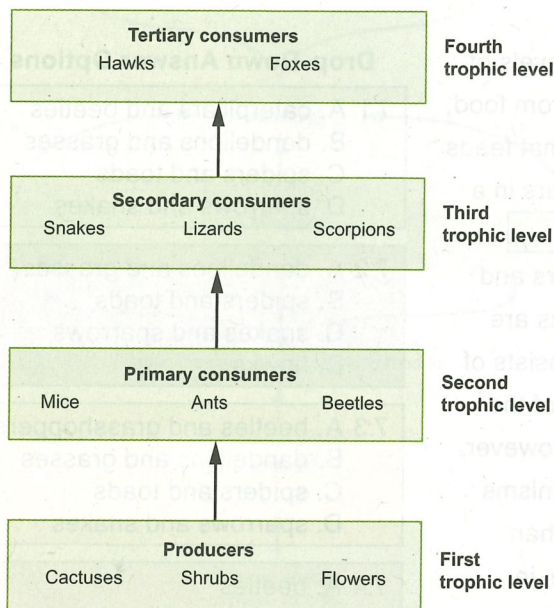 Tertiary consumers
Hawks Foxes
Fourth
trophic level
Secondary consumers
Snakes Lizards Scorpions
Third
trophic level
Primary consumers
Mice Ants Beetles
Second
trophic level
Producers
Cactuses Shrubs Flowers
First
trophic level